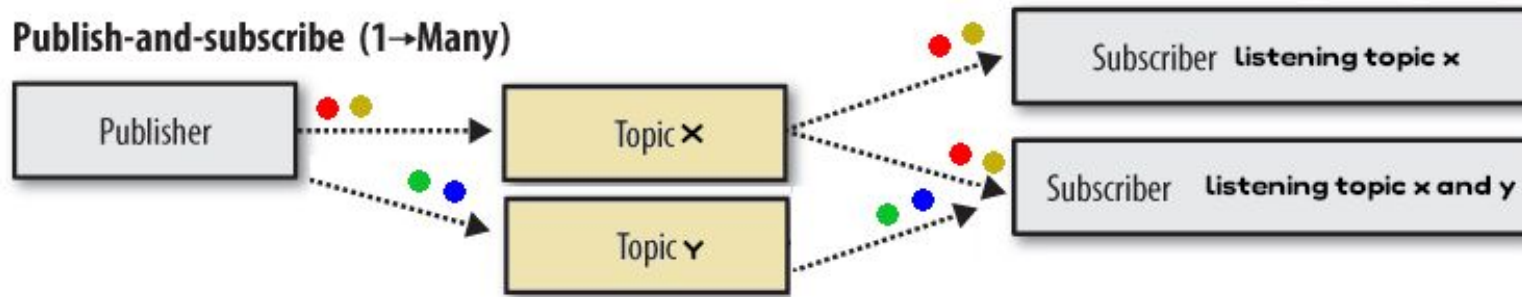 Publish-and-subscribe (1→Many)
Publisher
Topic X
Topic Y
Subscriber listening topic x
Subscriber listening topic x and y